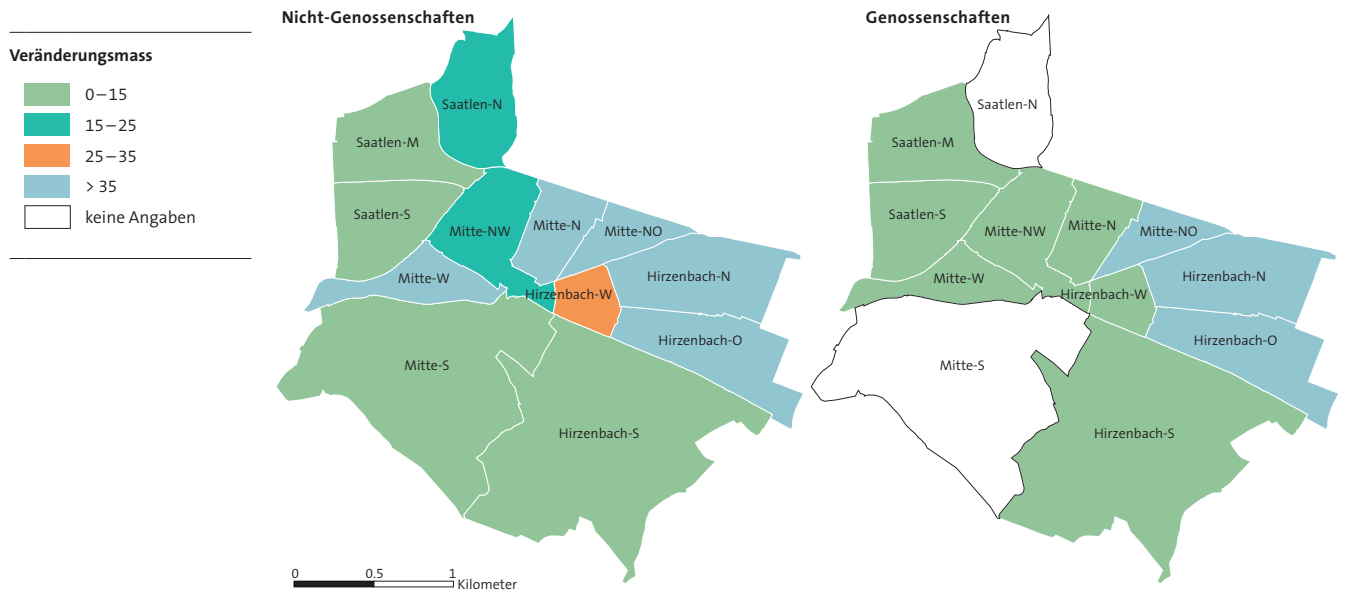 Veränderungsmass
0–15
15–25
25–35
> 35
keine Angaben
Nicht-Genossenschaften
Saatlen-N
Saatlen-M
Saatlen-S
Mitte-NW
Mitte-N
Mitte-NO
Mitte-W
Hirzenbach-W
Hirzenbach-N
Hirzenbach-O
Mitte-S
Hirzenbach-S
0 0.5 1
Kilometer
Genossenschaften
Saatlen-N
Saatlen-M
Saatlen-S
Mitte-NW
Mitte-N
Mitte-NO
Mitte-W
Hirzenbach-W
Hirzenbach-N
Hirzenbach-O
Mitte-S
Hirzenbach-S